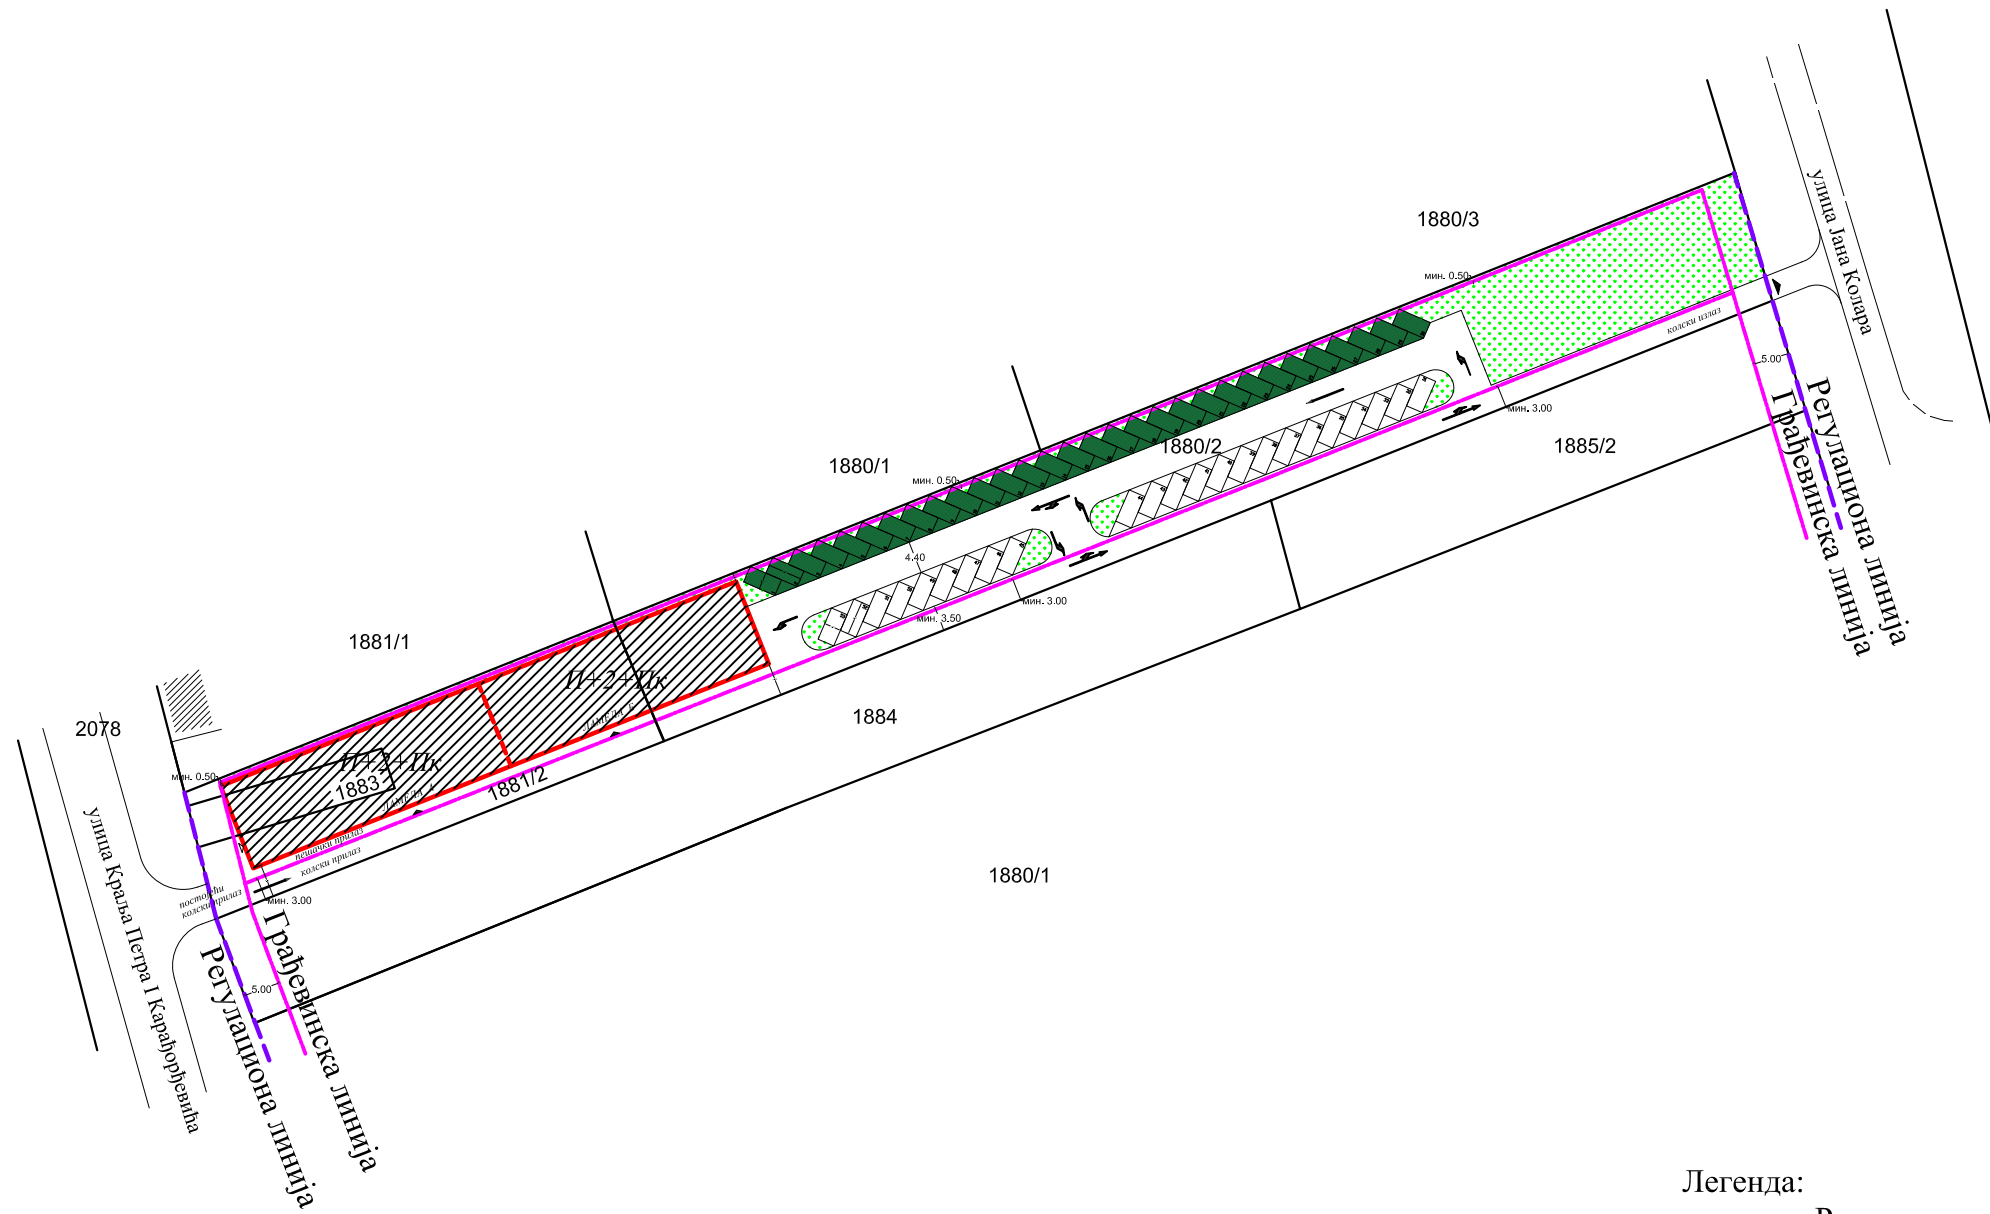 1880/3
улица Јана Колара
мин. 0.50
колски излаз
5.00
мин. 3.00
Регулациона линија
Грађевинска линија
1885/2
1880/2
1880/1
мин. 0.50
4.40
мин. 3.00
мин. 3.50
1881/1
П+2+Пк
ЛАМЕЛА Б
1884
2078
П+2+Пк
мин. 0.50
1883
ЛАМЕЛА А
1881/2
пешачки прилаз
колски прилаз
постојећи
колски прилаз
мин. 3.00
1880/1
улица Краља Петра I Карађорђевића
5.00
Грађевинска линија
Регулациона линија
Легенда: